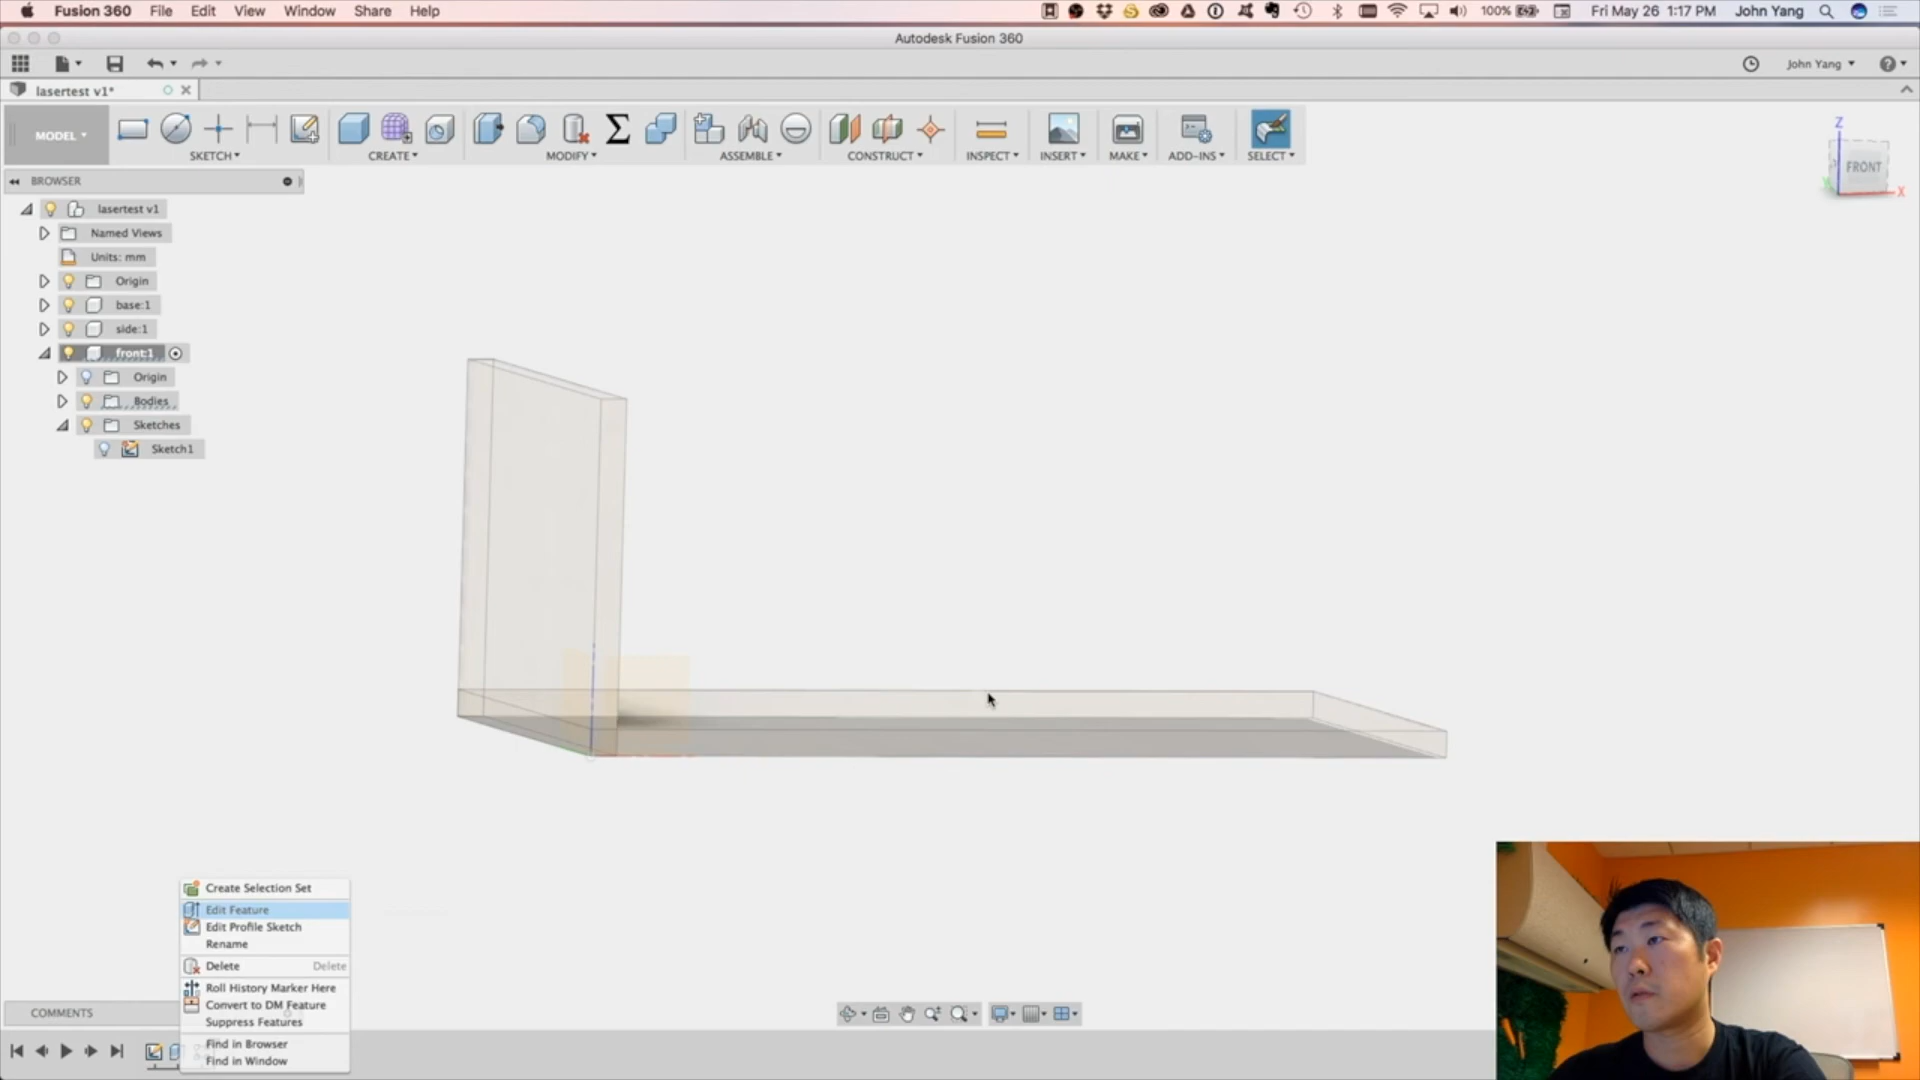 Fusion 360 File Edit View Window Share Help 100% Fri May 26 1:17 PM John Yang
Autodesk Fusion 360
John Yang
lasertest v1*
MODEL
SKETCH CREATE MODIFY ASSEMBLE CONSTRUCT INSPECT INSERT MAKE ADD-INS SELECT
Z
FRONT
X
BROWSER
lasertest v1
Named Views
Units: mm
Origin
base:1
side:1
front:1
Origin
Bodies
Sketches
Sketch1
Create Selection Set
Edit Feature
Edit Profile Sketch
Rename
Delete Delete
Roll History Marker Here
Convert to DM Feature
Suppress Features
Find in Browser
Find in Window
COMMENTS